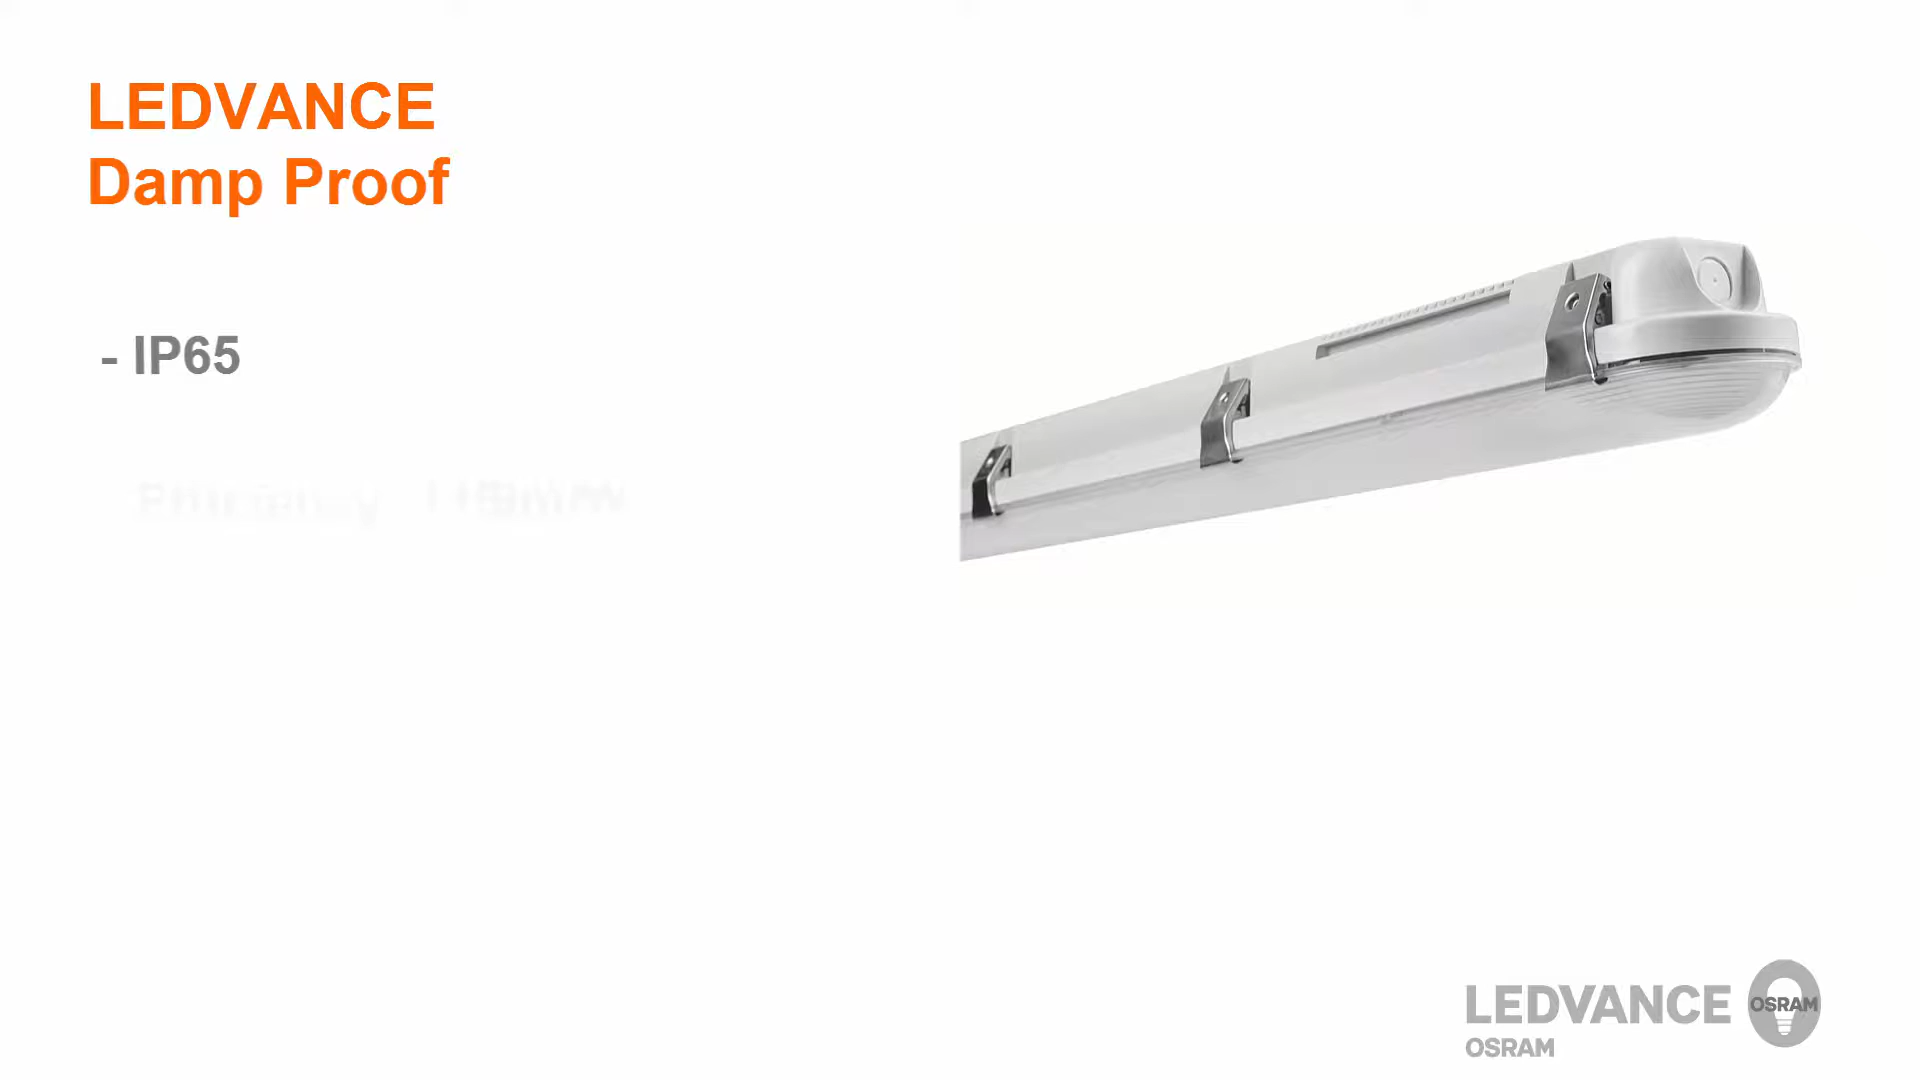 LEDVANCE
Damp Proof
- IP65
LEDVANCE
OSRAM
OSRAM